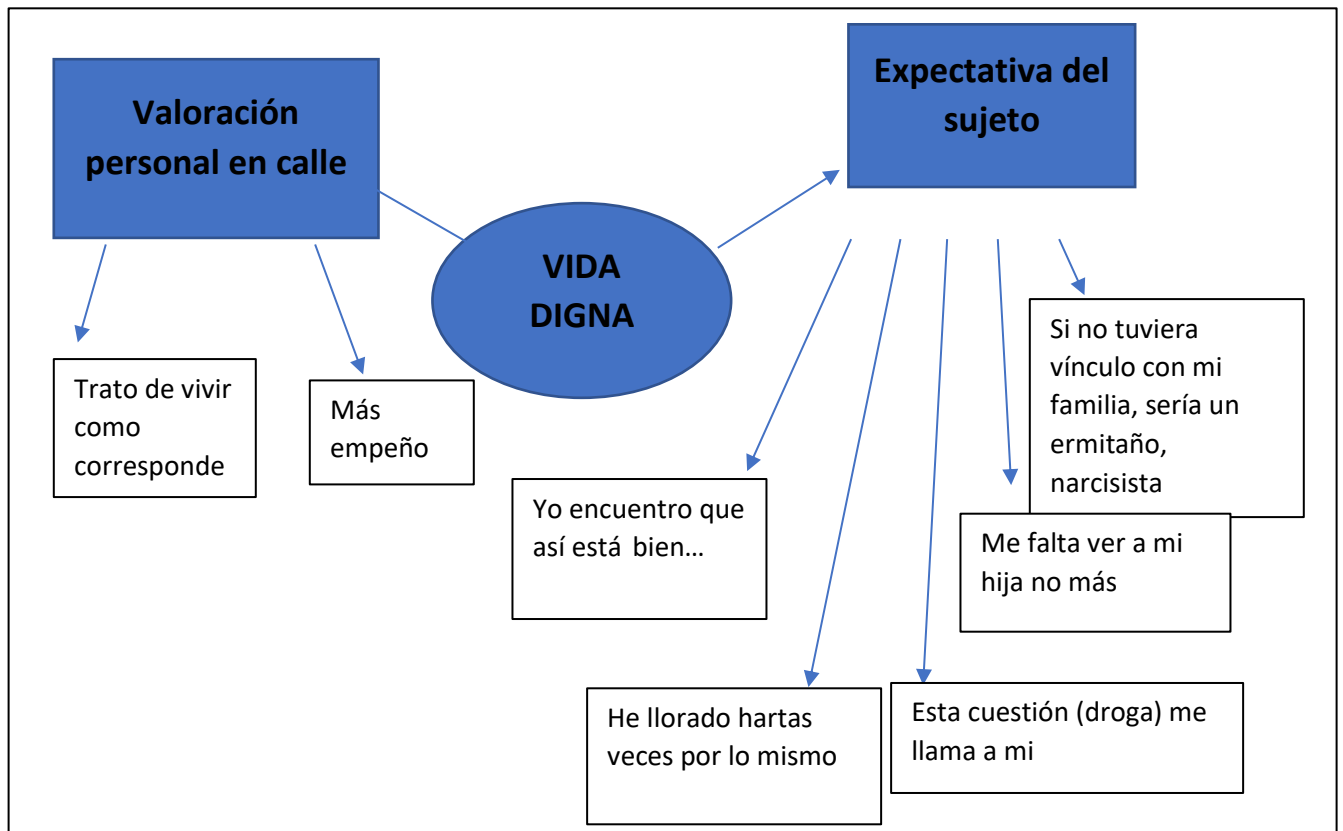 Valoración
personal en calle
Expectativa del
sujeto
VIDA
DIGNA
Trato de vivir
como
corresponde
Más
empeño
Yo encuentro que
así está bien...
He llorado hartas
veces por lo mismo
Esta cuestión (droga) me
llama a mi
Me falta ver a mi
hija no más
Si no tuviera
vínculo con mi
familia, sería un
ermitaño,
narcisista